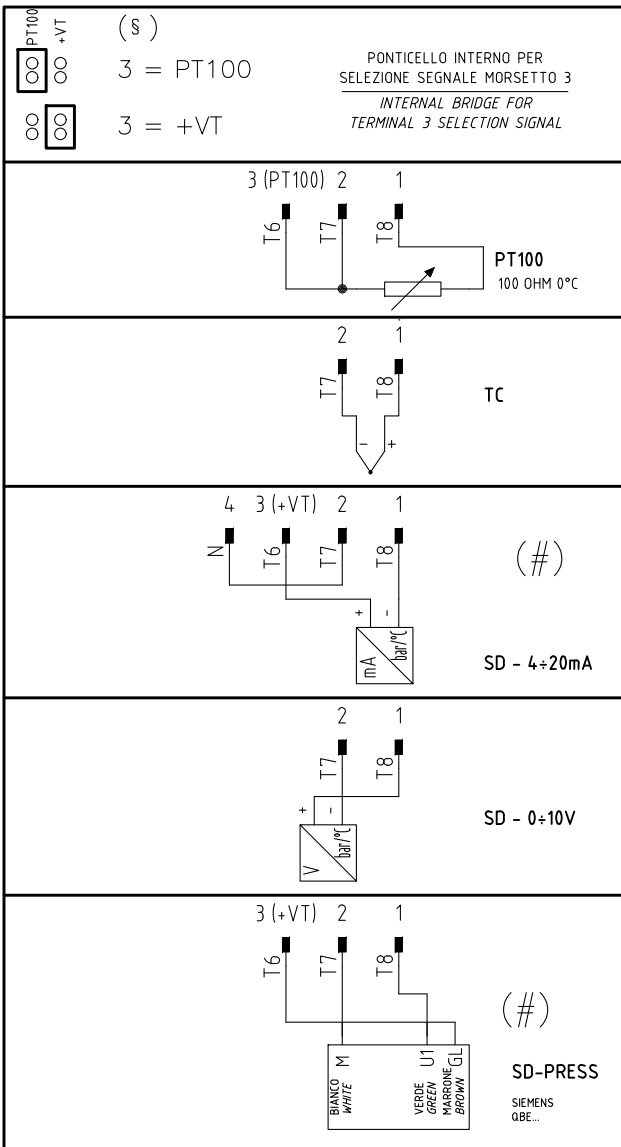 PT100
+VT
(§)
3 = PT100
3 = +VT
PONTICELLO INTERNO PER
SELEZIONE SEGNALE MORSETTO 3
INTERNAL BRIDGE FOR
TERMINAL 3 SELECTION SIGNAL
3 (PT100) 2 1
T6 T7 T8
PT100
100 OHM 0°C
2 1
T7 T8
TC
- +
4 3 (+VT) 2 1
N T6 T7 T8
(#)
+ -
mA bar/°C
SD - 4÷20mA
2 1
T7 T8
+ -
V bar/°C
SD - 0÷10V
3 (+VT) 2 1
T6 T7 T8
(#)
M U1 GL
BIANCO
WHITE
VERDE
GREEN
MARRONE
BROWN
SD-PRESS
SIEMENS
QBE...